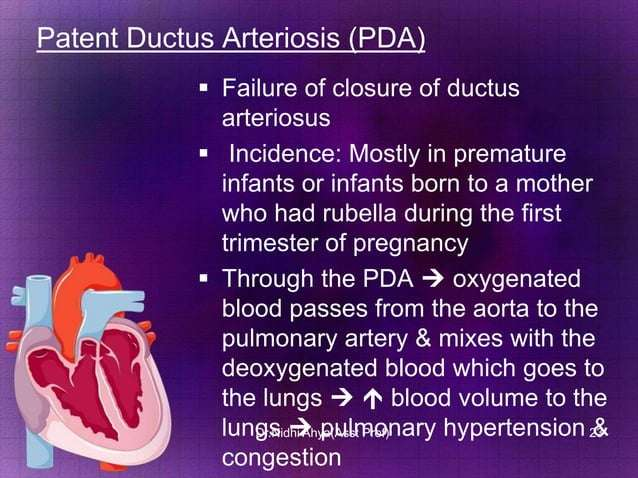 Patent Ductus Arteriosis (PDA)
▪ Failure of closure of ductus
arteriosus
▪ Incidence: Mostly in premature
infants or infants born to a mother
who had rubella during the first
trimester of pregnancy
▪ Through the PDA → oxygenated
blood passes from the aorta to the
pulmonary artery & mixes with the
deoxygenated blood which goes to
the lungs → ↑ blood volume to the
lungs → pulmonary hypertension &
(Asst Prof)
congestion